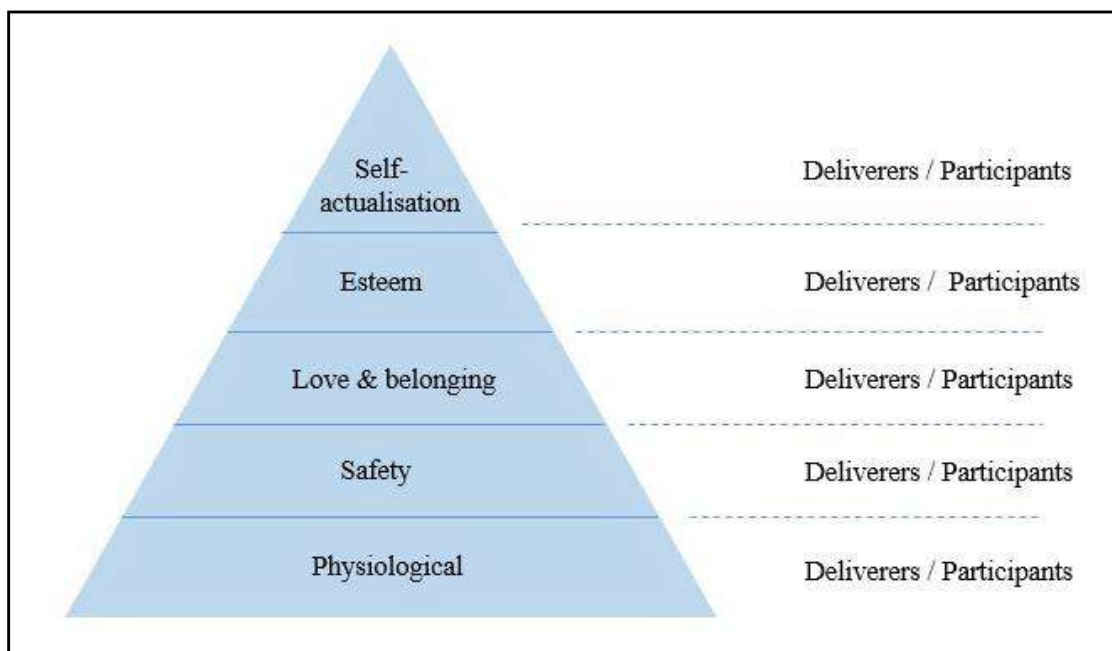 Self-
actualisation
Deliverers / Participants
Esteem
Deliverers /  Participants
Love & belonging
Deliverers / Participants
Safety
Deliverers / Participants
Physiological
Deliverers / Participants